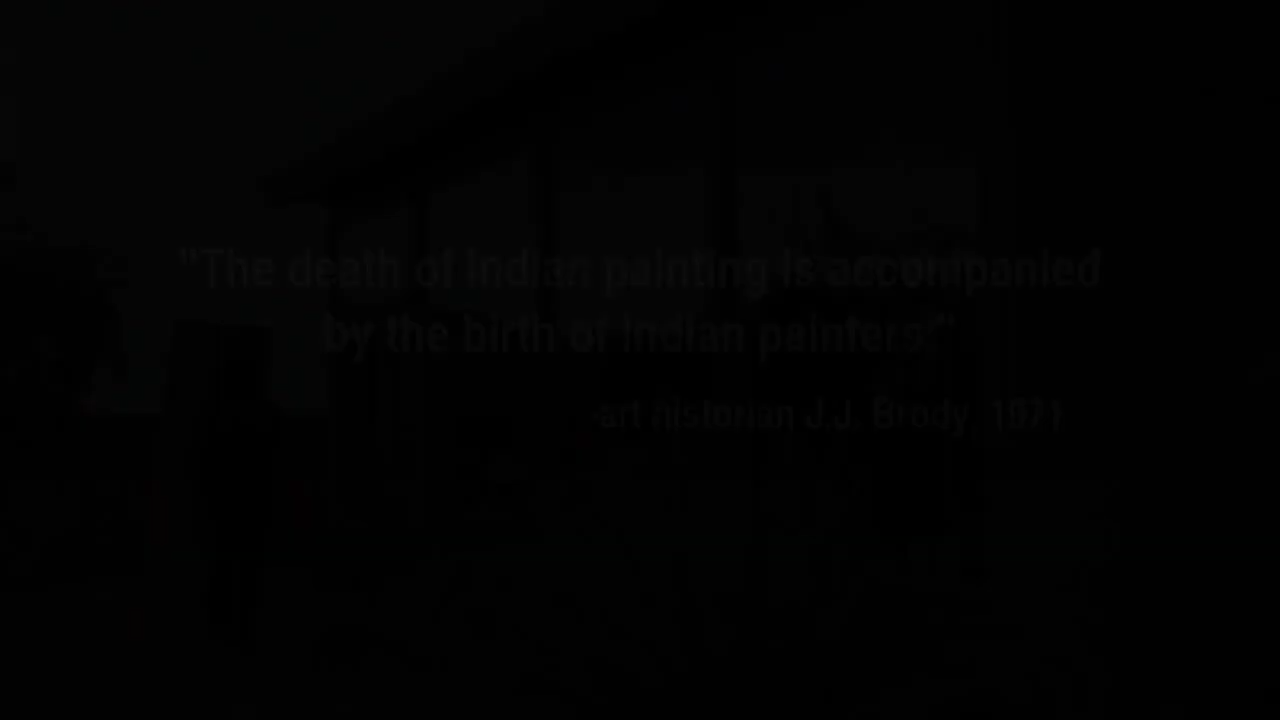 "The death of Indian painting is accompanied
by the birth of Indian painters."
-art historian J.J. Brody, 1971